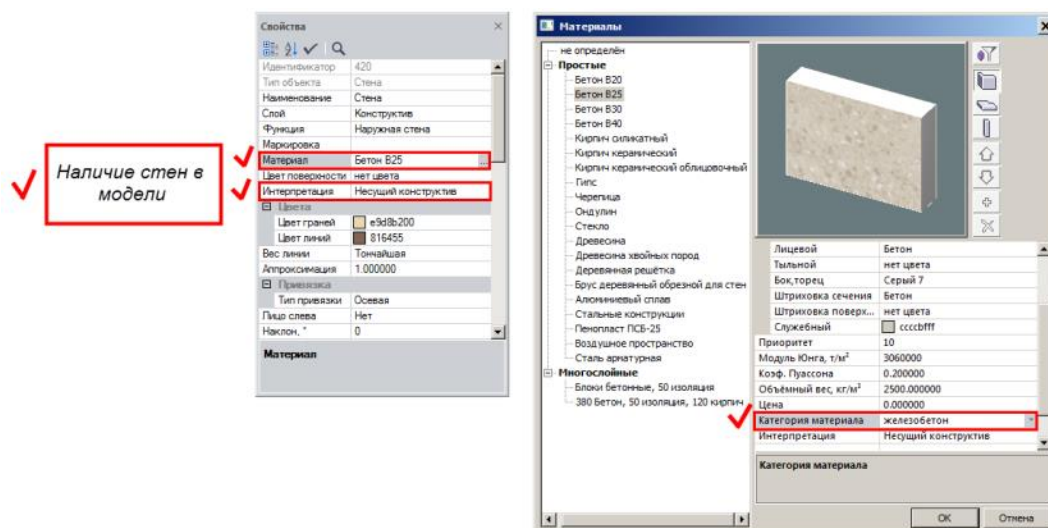 Наличие стен в
модели
Свойства
Идентификатор 420
Тип объекта Стена
Наименование Стена
Слой Конструктив
Функция Наружная стена
Маркировка
Материал Бетон B25 ...
Цвет поверхности нет цвета
Интерпретация Несущий конструктив
Цвета
Цвет граней e9d8b200
Цвет линий 816455
Вес линии Тончайшая
Аппроксимация 1.000000
Привязка
Тип привязки Осевая
Лицо слева Нет
Наклон, ° 0
Материал
Материалы
не определён
Простые
Бетон B20
Бетон B25
Бетон B30
Бетон B40
Кирпич силикатный
Кирпич керамический
Кирпич керамический облицовочный
Гипс
Черепица
Ондулин
Стекло
Древесина
Древесина хвойных пород
Деревянная решётка
Брус деревянный обрезной для стен
Алюминиевый сплав
Стальные конструкции
Пенопласт ПСБ-25
Воздушное пространство
Сталь арматурная
Многослойные
Блоки бетонные, 50 изоляция
380 Бетон, 50 изоляция, 120 кирпич
Лицевой Бетон
Тыльной нет цвета
Бок,торец Серый 7
Штриховка сечения Бетон
Штриховка поверх... нет цвета
Служебный ccccbfff
Приоритет 10
Модуль Юнга, т/м² 3060000
Коэф. Пуассона 0.200000
Объёмный вес, кг/м³ 2500.000000
Цена 0.000000
Категория материала железобетон
Интерпретация Несущий конструктив
Категория материала
OK Отмена